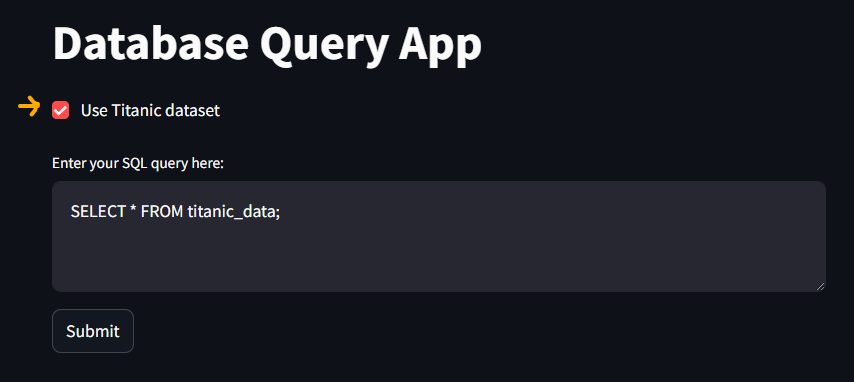 Database Query App
Use Titanic dataset
Enter your SQL query here:
SELECT * FROM titanic_data;
Submit